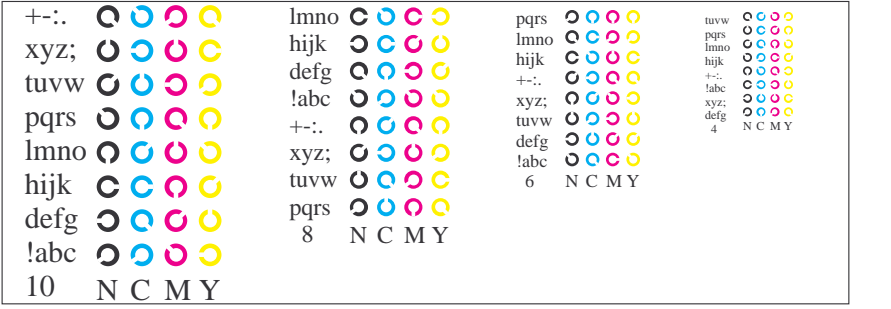 +-:.
xyz;
tuvw
pqrs
lmno
hijk
defg
!abc
10 N C M Y
lmno
hijk
defg
!abc
+-:.
xyz;
tuvw
pqrs
8 N C M Y
pqrs
lmno
hijk
+-:.
xyz;
tuvw
defg
!abc
6 N C M Y
tuvw
pqrs
lmno
hijk
+-:.
!abc
xyz;
defg
4 N C M Y